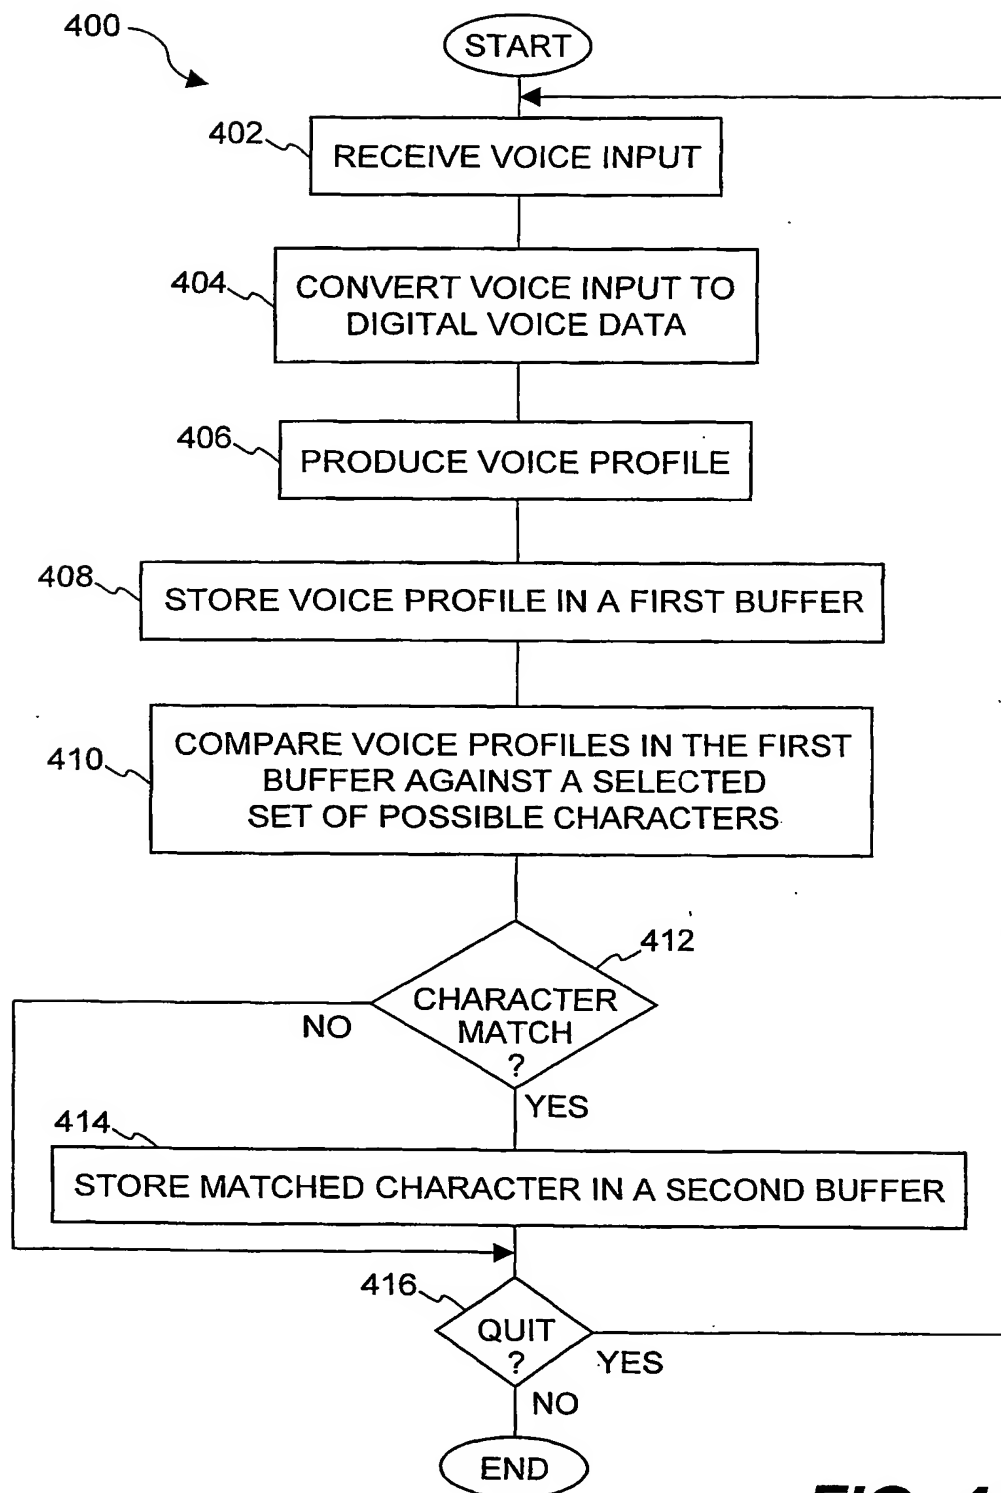 400
START
402
RECEIVE VOICE INPUT
404
CONVERT VOICE INPUT TO
DIGITAL VOICE DATA
406
PRODUCE VOICE PROFILE
408
STORE VOICE PROFILE IN A FIRST BUFFER
410
COMPARE VOICE PROFILES IN THE FIRST
BUFFER AGAINST A SELECTED
SET OF POSSIBLE CHARACTERS
412
CHARACTER
MATCH
?
NO
YES
414
STORE MATCHED CHARACTER IN A SECOND BUFFER
416
QUIT
?
YES
NO
END